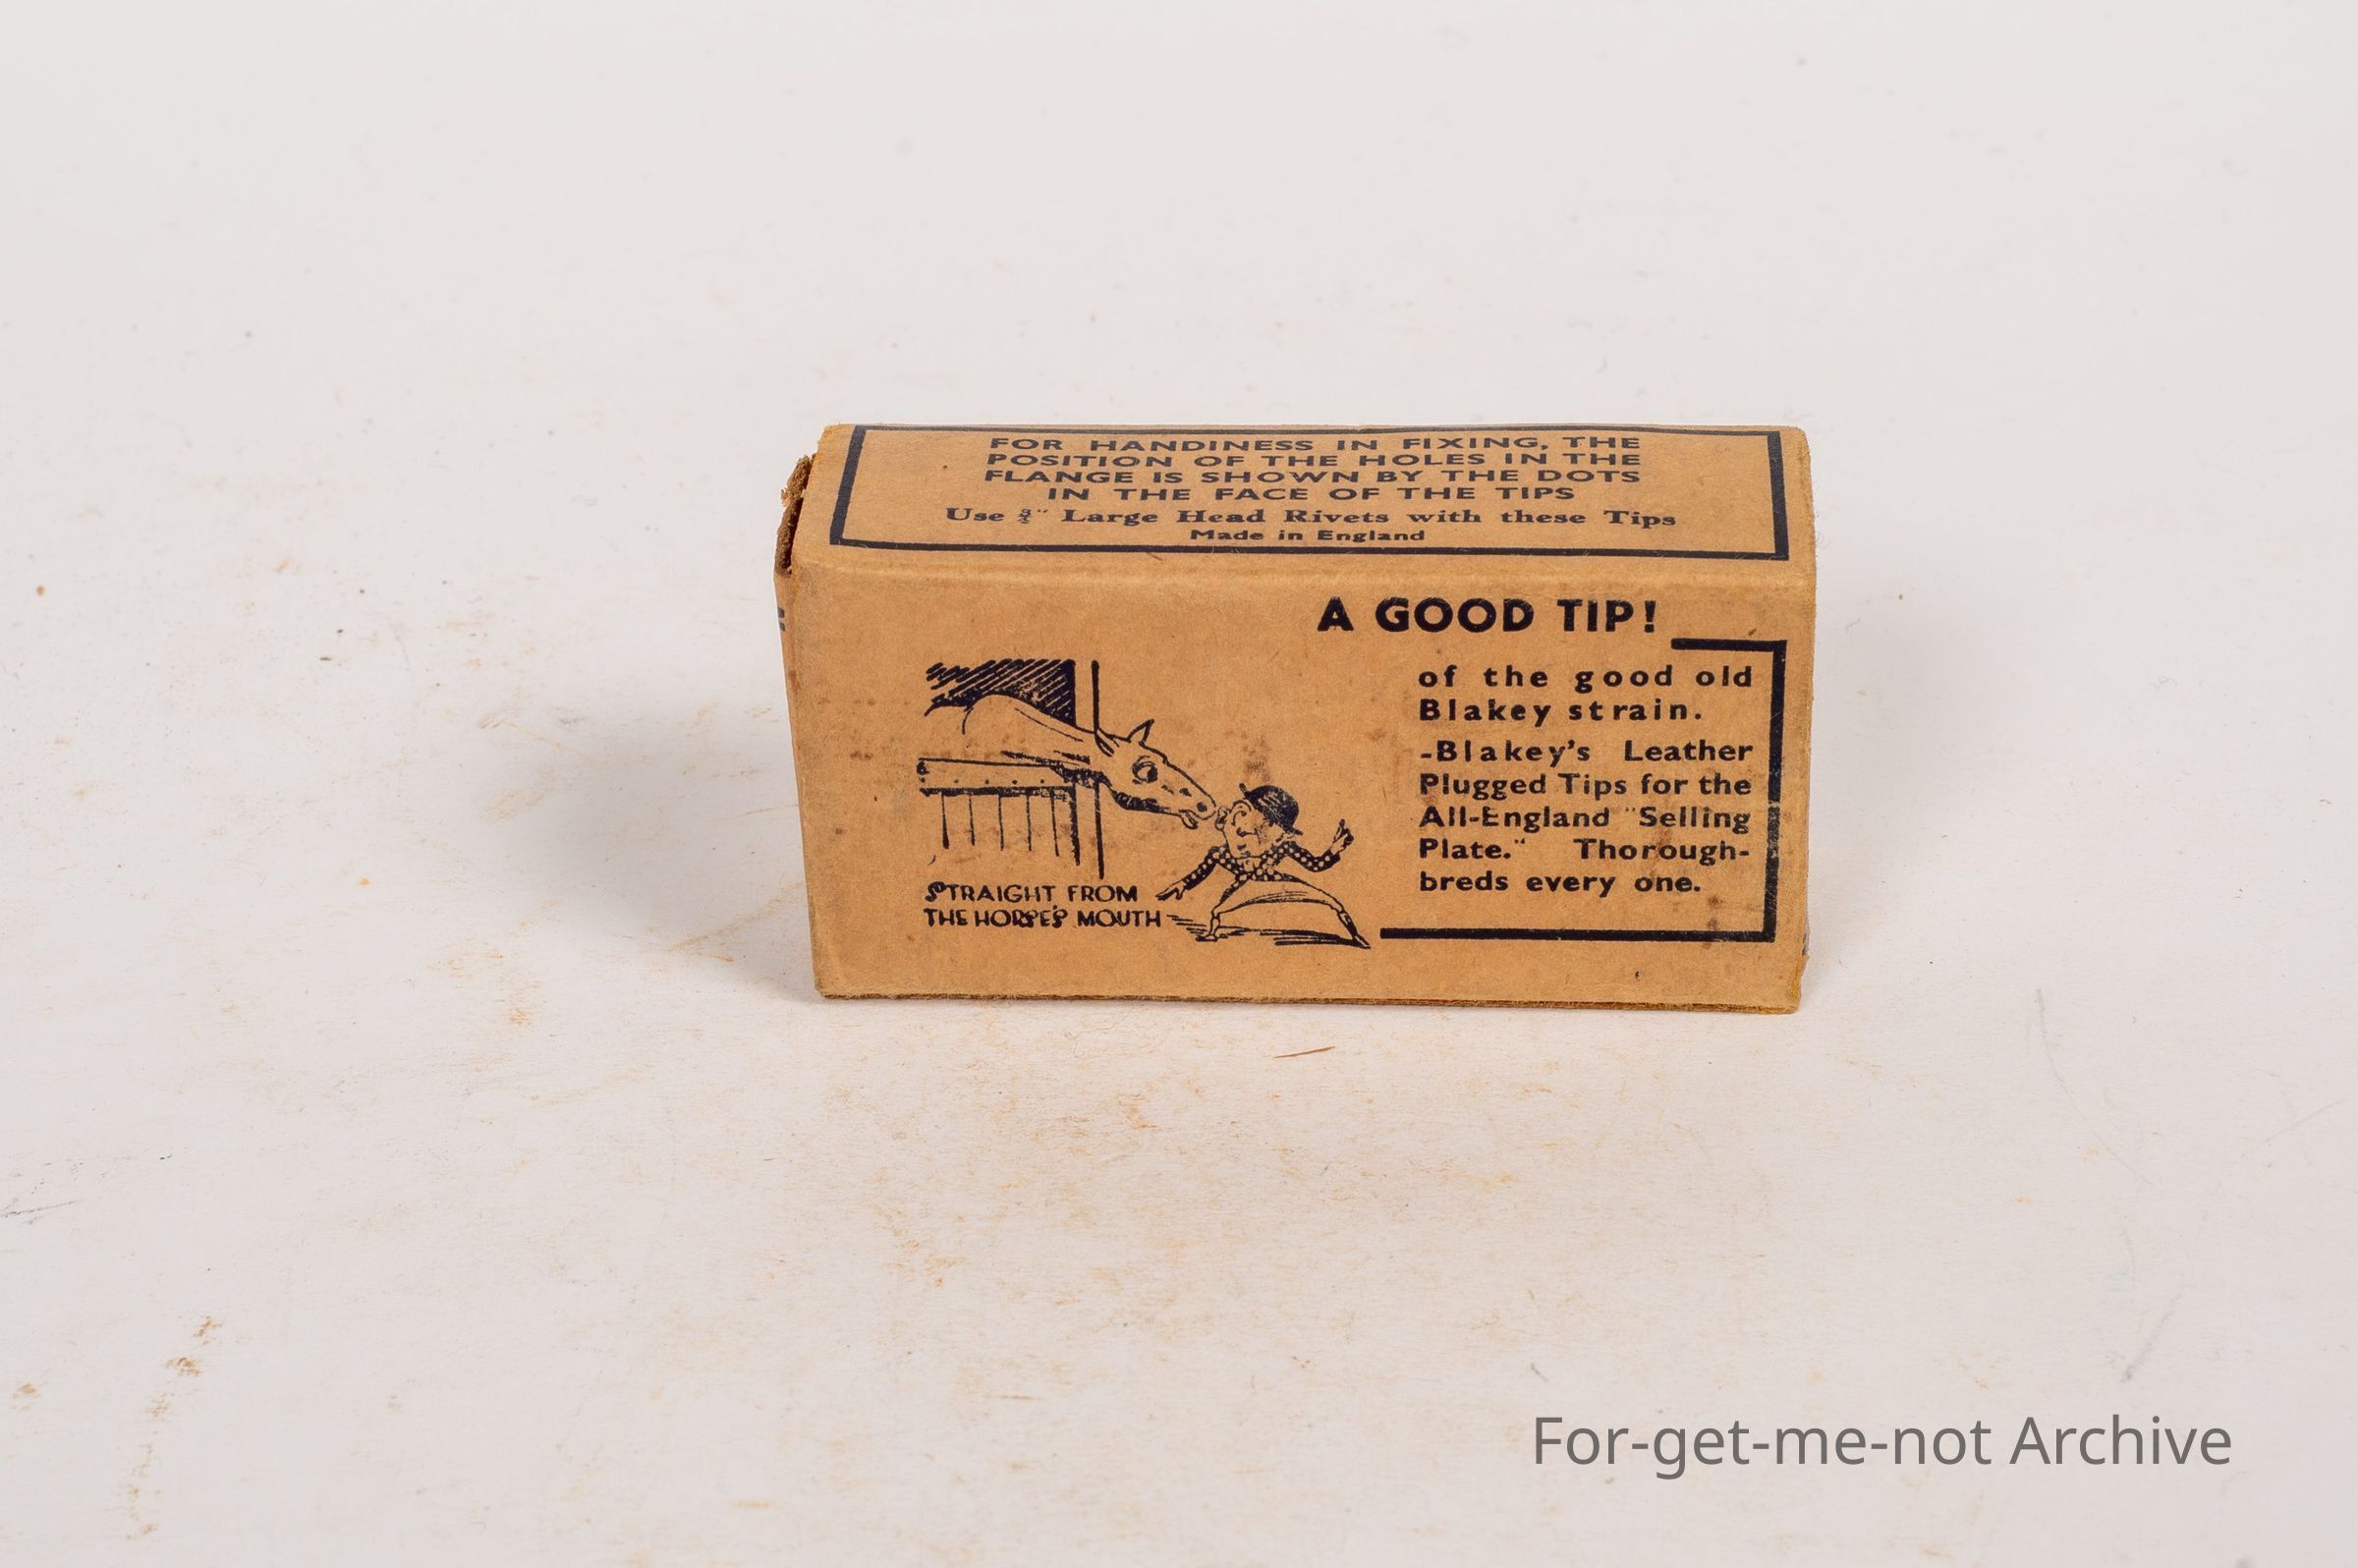 FOR HANDINESS IN FIXING, THE
POSITION OF THE HOLES IN THE
FLANGE IS SHOWN BY THE DOTS
IN THE FACE OF THE TIPS
Use ¾" Large Head Rivets with these Tips
Made in England
A GOOD TIP!
of the good old
Blakey strain.
-Blakey's Leather
Plugged Tips for the
All-England "Selling
Plate." Thorough-
breds every one.
STRAIGHT FROM
THE HORSE'S MOUTH
For-get-me-not Archive